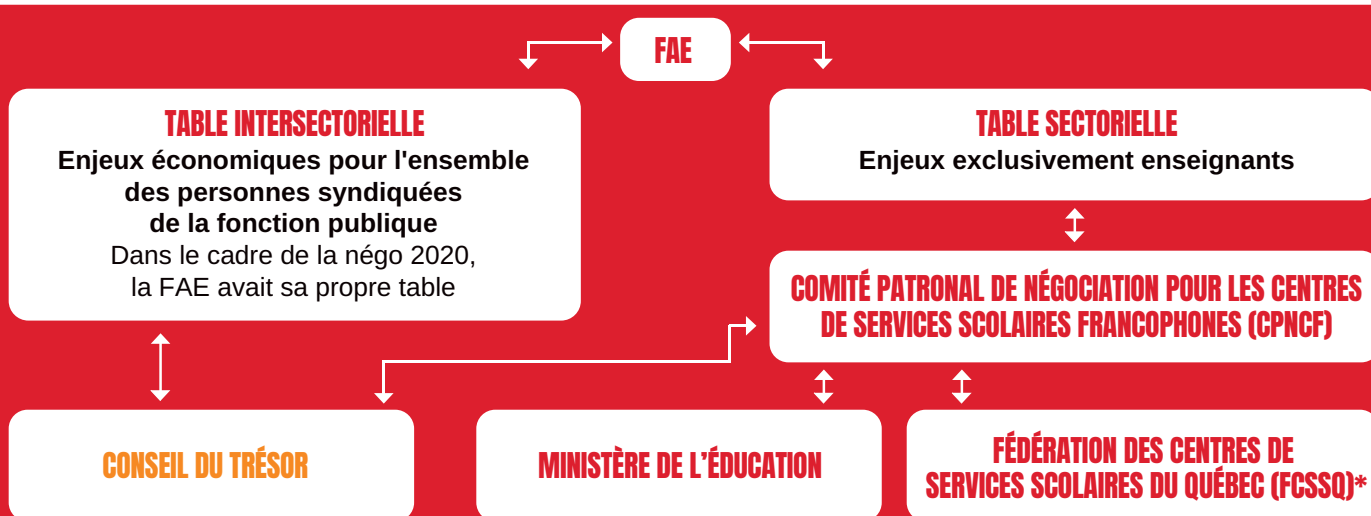 FAE
TABLE INTERSECTORIELLE
Enjeux économiques pour l'ensemble
des personnes syndiquées
de la fonction publique
Dans le cadre de la négo 2020,
la FAE avait sa propre table
TABLE SECTORIELLE
Enjeux exclusivement enseignants
COMITÉ PATRONAL DE NÉGOCIATION POUR LES CENTRES
DE SERVICES SCOLAIRES FRANCOPHONES (CPNCF)
CONSEIL DU TRÉSOR
MINISTÈRE DE L'ÉDUCATION
FÉDÉRATION DES CENTRES DE
SERVICES SCOLAIRES DU QUÉBEC (FCSSQ)*